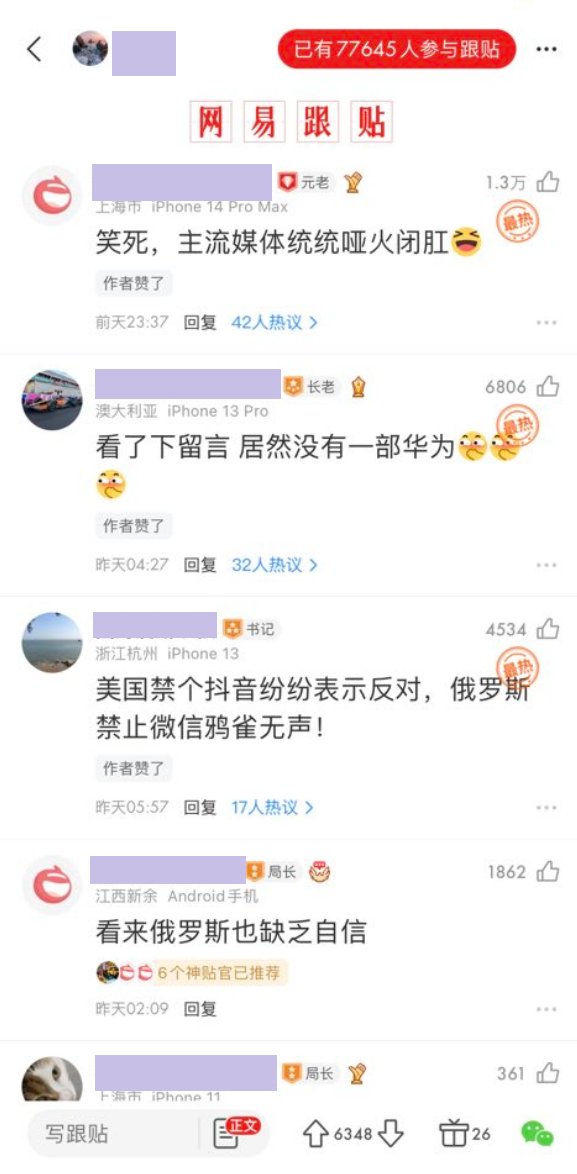 已有77645人参与跟贴
网易跟贴
元老
1.3万
上海市 iPhone 14 Pro Max
最热
笑死，主流媒体统统哑火闭肛
作者赞了
前天23:37 回复 42人热议
长老
6806
澳大利亚 iPhone 13 Pro
最热
看了下留言 居然没有一部华为
作者赞了
昨天04:27 回复 32人热议
书记
4534
浙江杭州 iPhone 13
最热
美国禁个抖音纷纷表示反对，俄罗斯
禁止微信鸦雀无声！
作者赞了
昨天05:57 回复 17人热议
局长
1862
江西新余 Android手机
看来俄罗斯也缺乏自信
6个神贴官已推荐
昨天02:09 回复
局长
361
上海市 iPhone 11
写跟贴 正文 6348 26